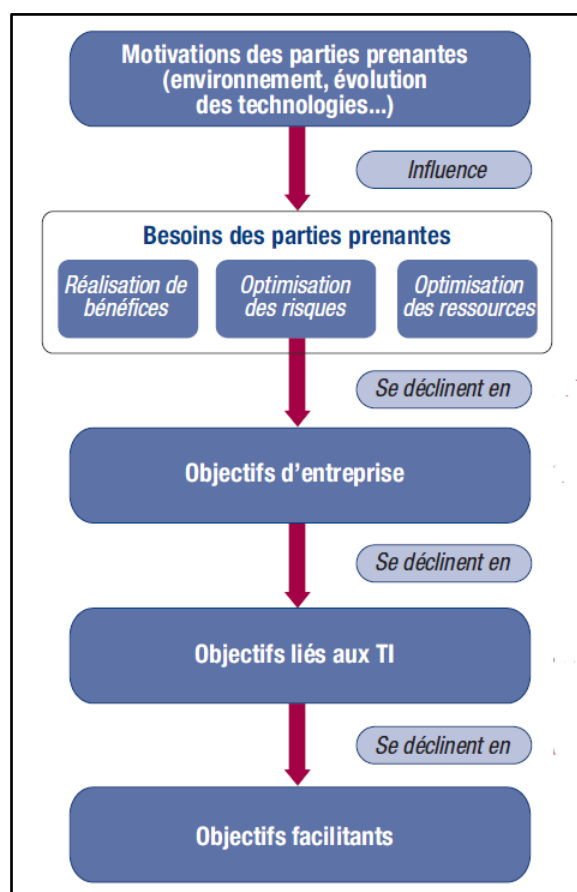 Motivations des parties prenantes
(environnement, évolution
des technologies...)
Influence
Besoins des parties prenantes
Réalisation de
bénéfices
Optimisation
des risques
Optimisation
des ressources
Se déclinent en
Objectifs d’entreprise
Se déclinent en
Objectifs liés aux TI
Se déclinent en
Objectifs facilitants